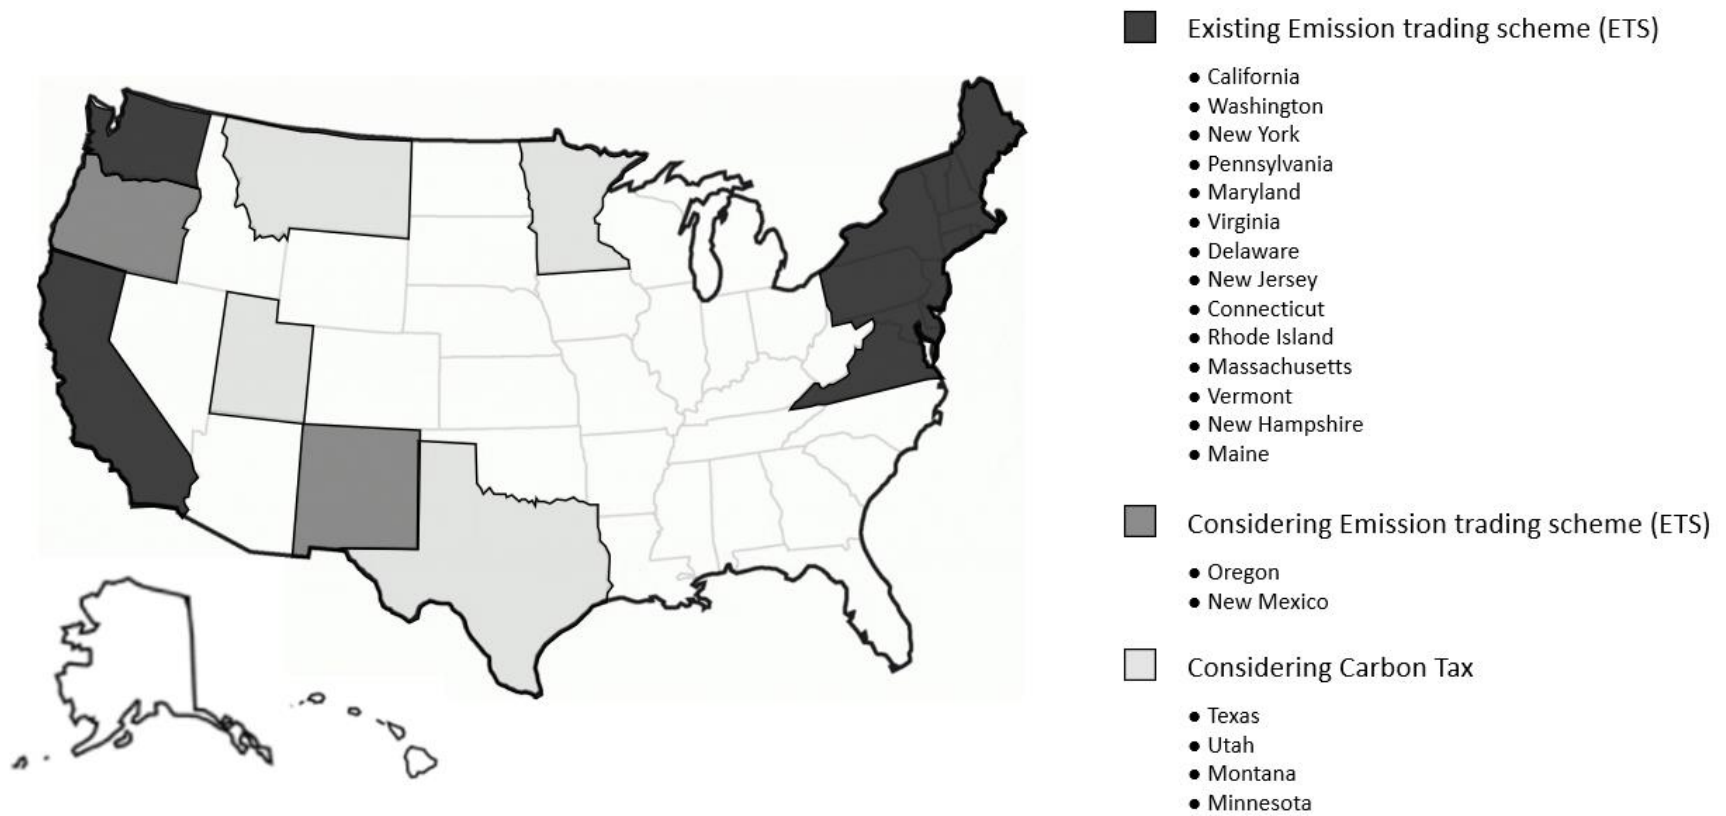 Existing Emission trading scheme (ETS)
● California
● Washington
● New York
● Pennsylvania
● Maryland
● Virginia
● Delaware
● New Jersey
● Connecticut
● Rhode Island
● Massachusetts
● Vermont
● New Hampshire
● Maine
Considering Emission trading scheme (ETS)
● Oregon
● New Mexico
Considering Carbon Tax
● Texas
● Utah
● Montana
● Minnesota